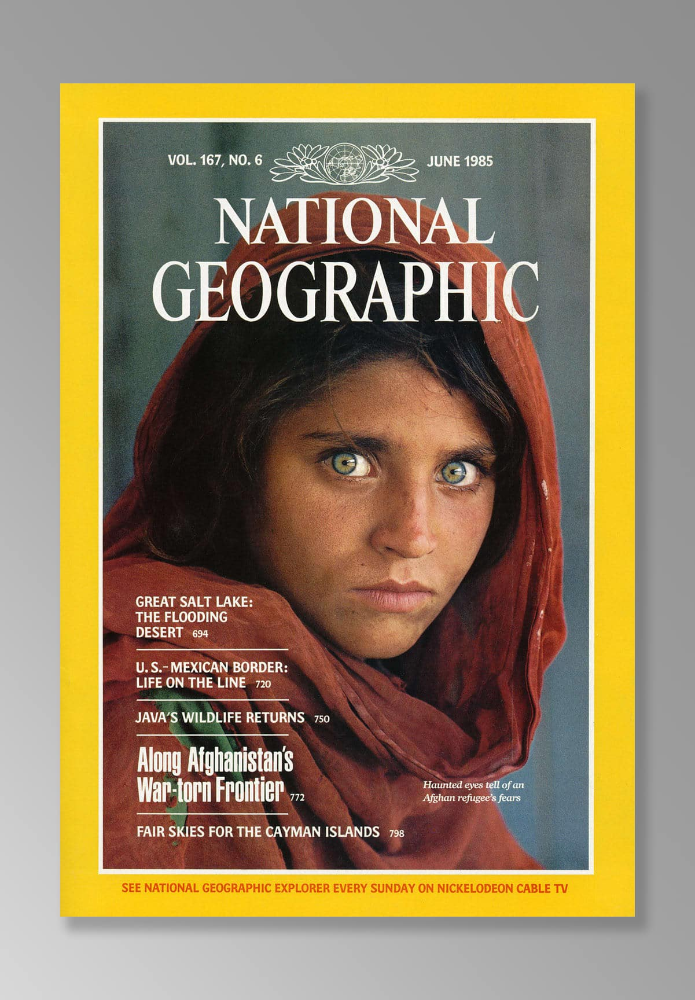 VOL. 167, NO. 6
JUNE 1985
NATIONAL
GEOGRAPHIC
GREAT SALT LAKE:
THE FLOODING
DESERT 694
U.S.–MEXICAN BORDER:
LIFE ON THE LINE 720
JAVA'S WILDLIFE RETURNS 750
Along Afghanistan's
War-torn Frontier 772
FAIR SKIES FOR THE CAYMAN ISLANDS 798
Haunted eyes tell of an
Afghan refugee's fears
SEE NATIONAL GEOGRAPHIC EXPLORER EVERY SUNDAY ON NICKELODEON CABLE TV